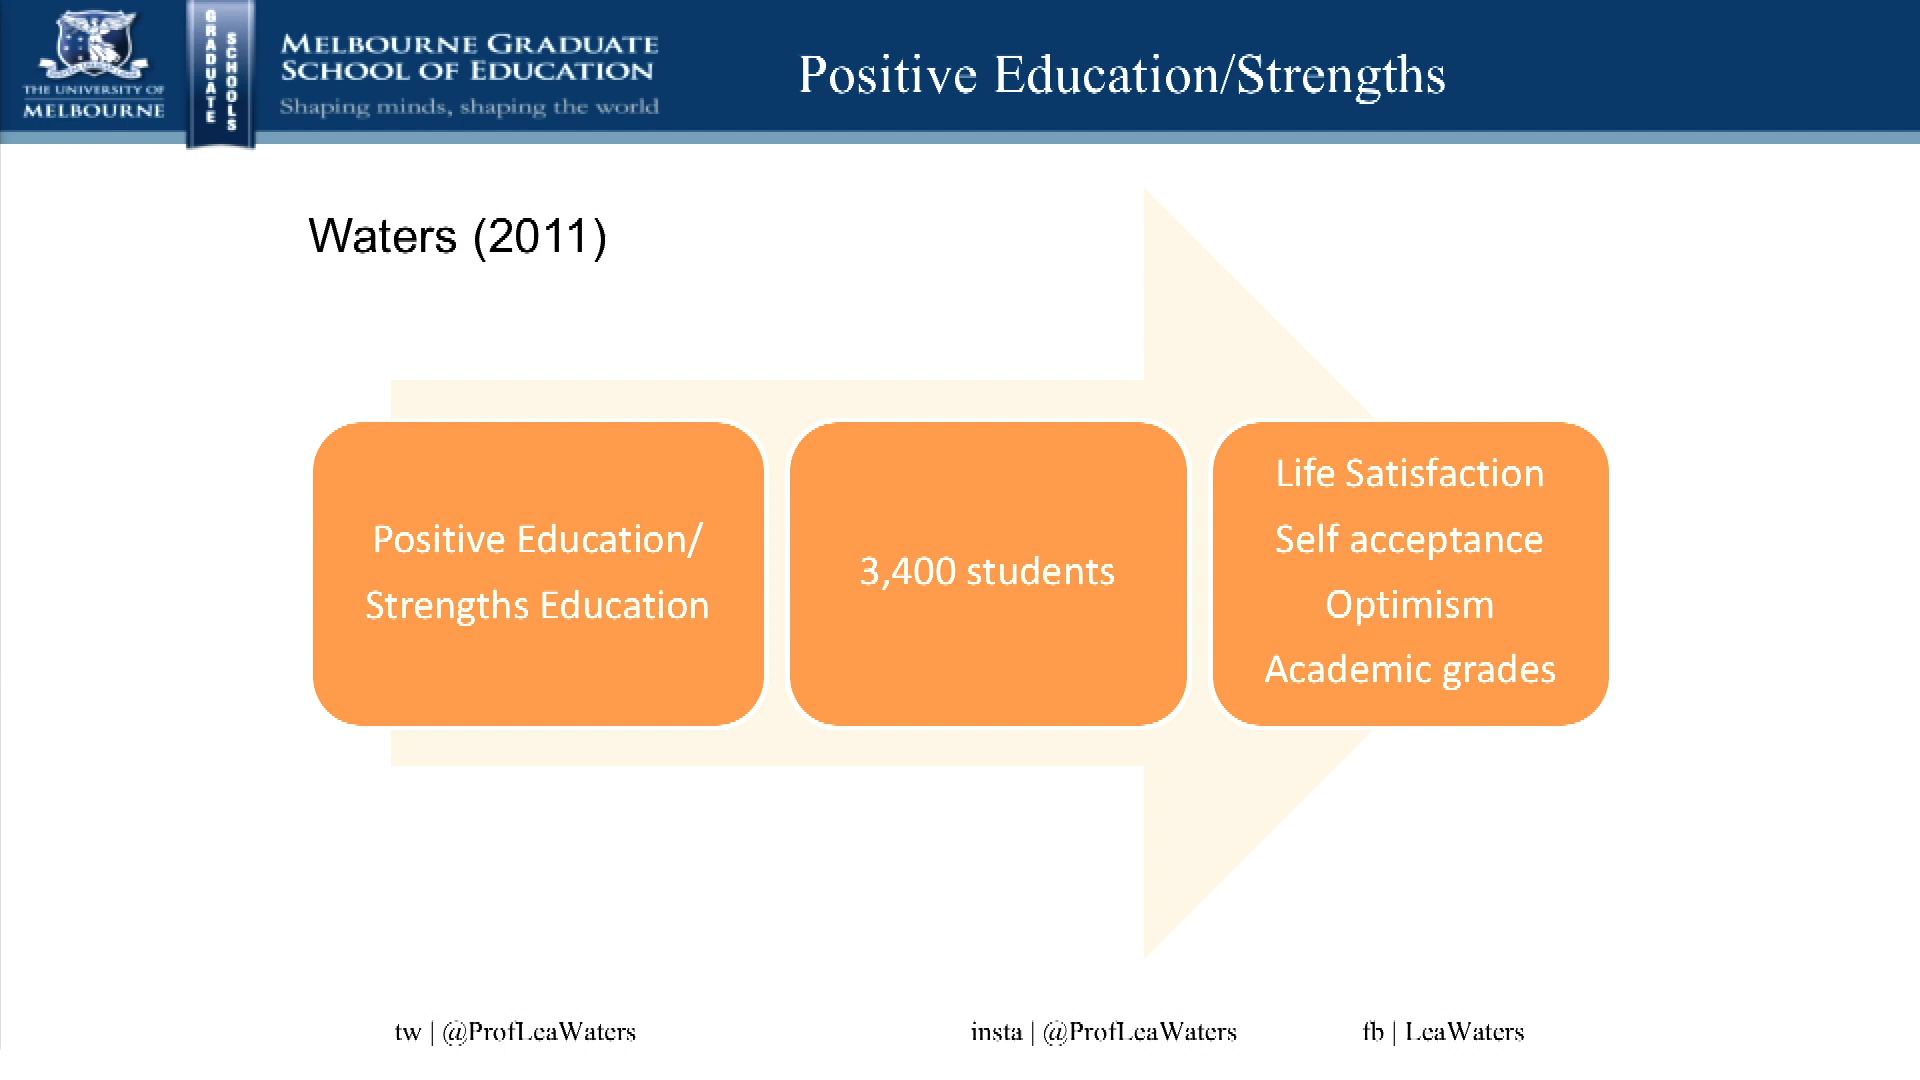 THE UNIVERSITY OF
MELBOURNE
GRADUATE
SCHOOLS
MELBOURNE GRADUATE
SCHOOL OF EDUCATION
Shaping minds, shaping the world
Positive Education/Strengths
Waters (2011)
Positive Education/
Strengths Education
3,400 students
Life Satisfaction
Self acceptance
Optimism
Academic grades
tw | @ProfLeaWaters
insta | @ProfLeaWaters
fb | LeaWaters